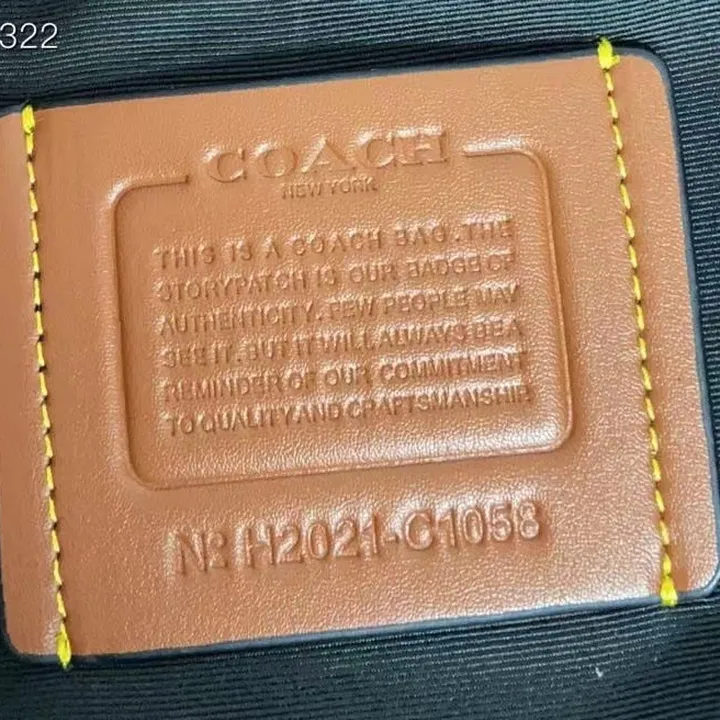 322
COACH
NEW YORK
THIS IS A COACH BAG. THE
STORYPATCH IS OUR BADGE OF
AUTHENTICITY. FEW PEOPLE MAY
SEE IT. BUT IT WILL ALWAYS BE A
REMINDER OF OUR COMMITMENT
TO QUALITY AND CRAFTSMANSHIP
Nº H2021-C1058